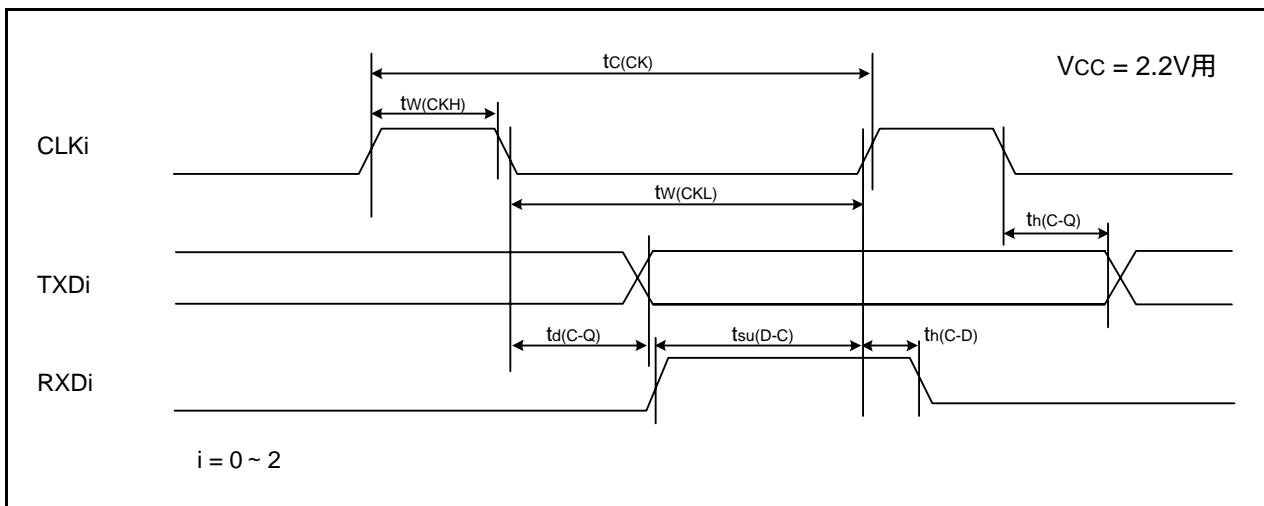 tC(CK)
VCC = 2.2V用
tW(CKH)
CLKi
tW(CKL)
th(C-Q)
TXDi
td(C-Q)
tsu(D-C)
th(C-D)
RXDi
i = 0 ~ 2